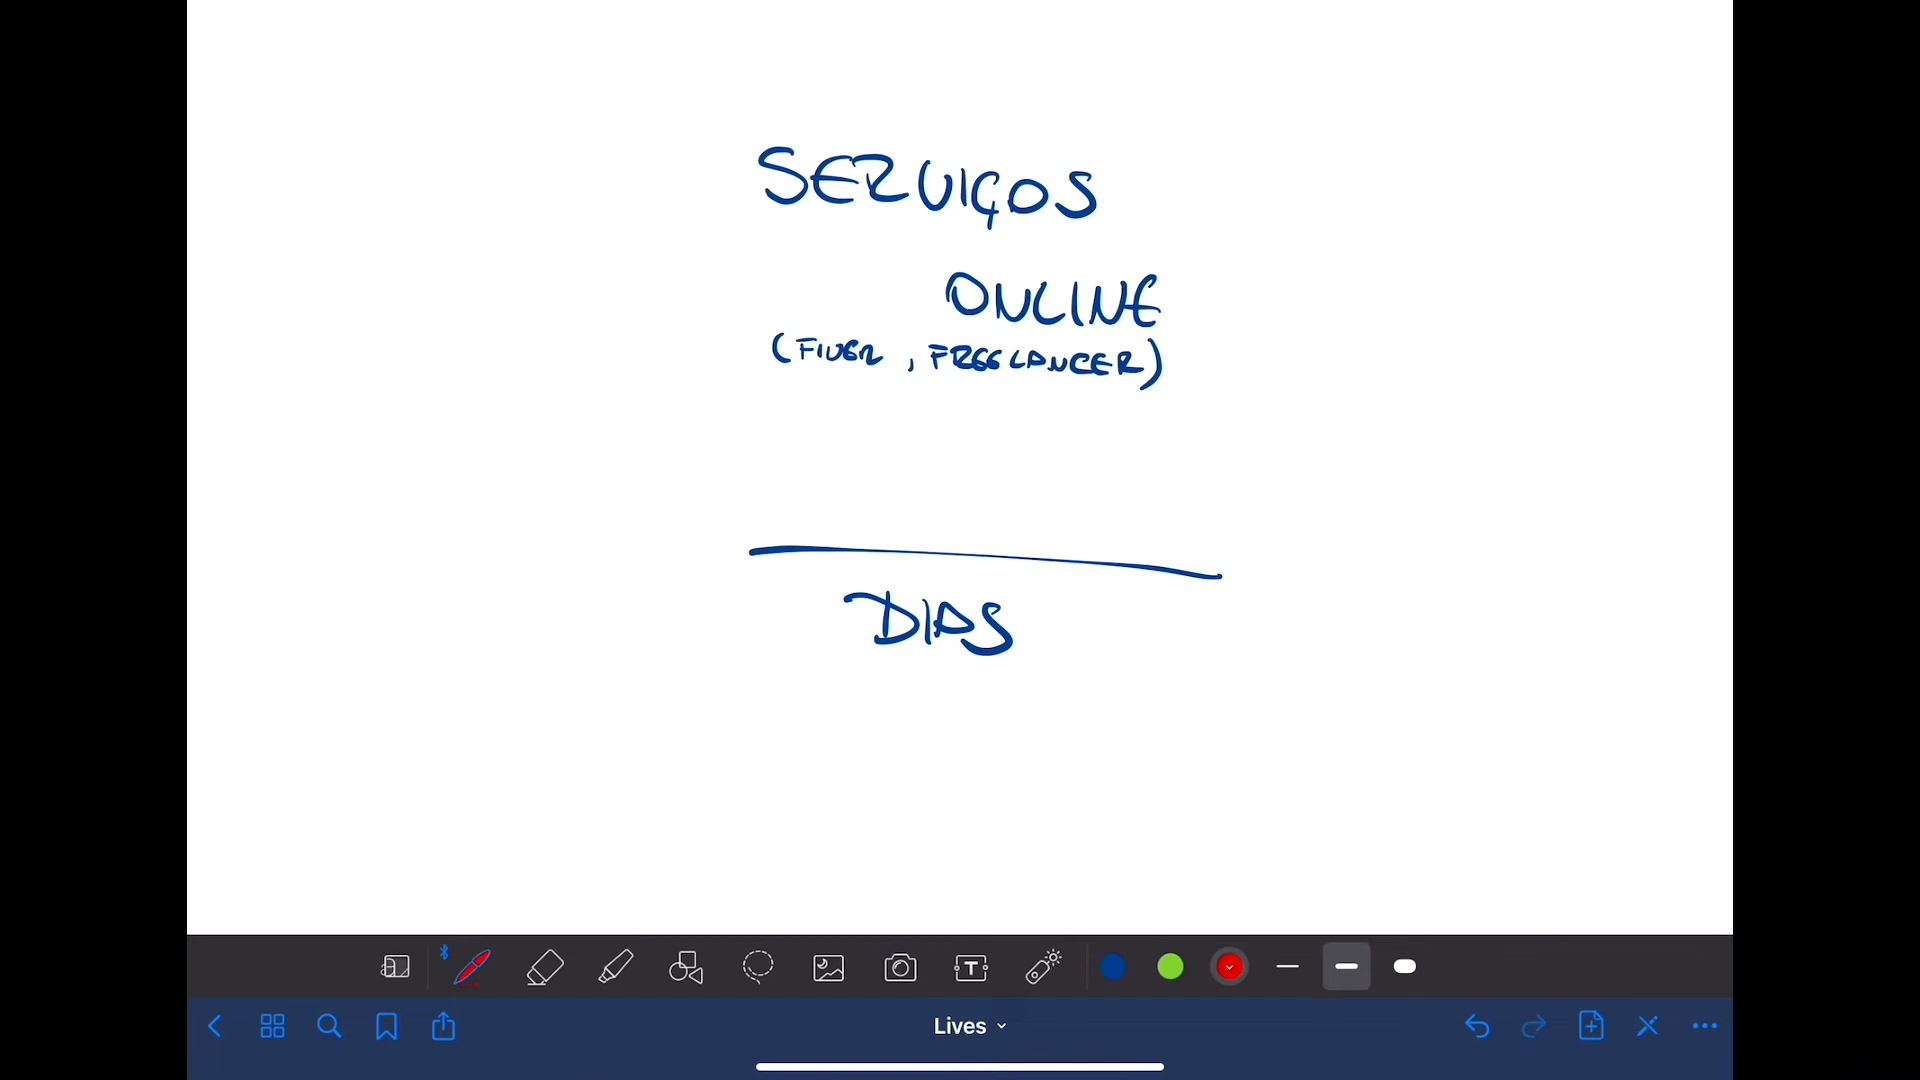 SERVIÇOS
ONLINE
(FIVER, FREELANCER)
DIAS
Lives